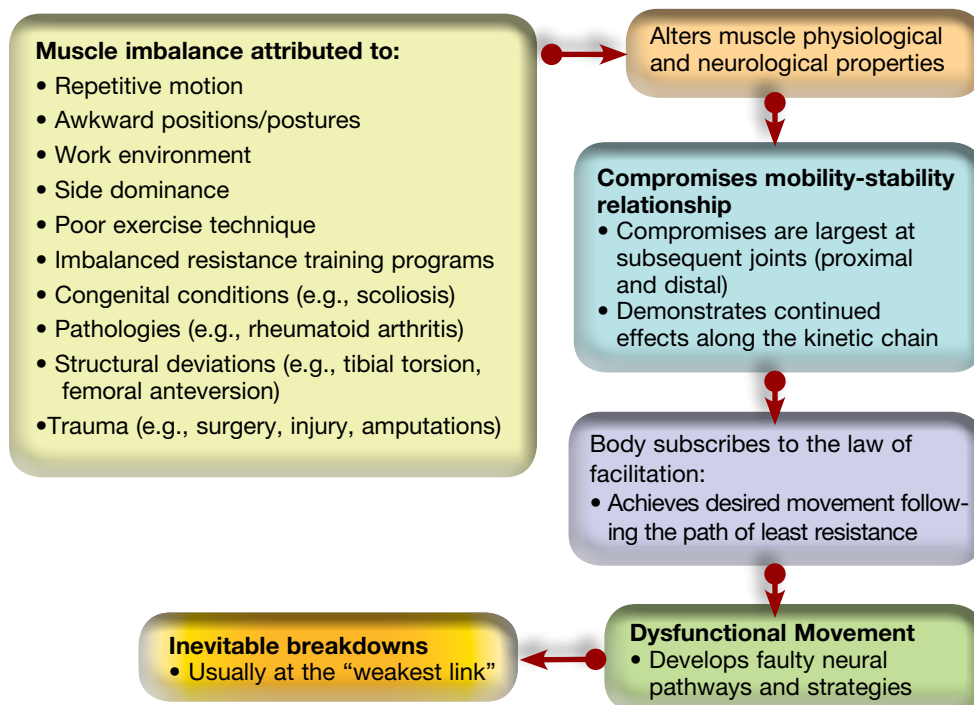 Muscle imbalance attributed to:
• Repetitive motion
• Awkward positions/postures
• Work environment
• Side dominance
• Poor exercise technique
• Imbalanced resistance training programs
• Congenital conditions (e.g., scoliosis)
• Pathologies (e.g., rheumatoid arthritis)
• Structural deviations (e.g., tibial torsion,
femoral anteversion)
•Trauma (e.g., surgery, injury, amputations)
Alters muscle physiological
and neurological properties
Compromises mobility-stability
relationship
• Compromises are largest at
subsequent joints (proximal
and distal)
• Demonstrates continued
effects along the kinetic chain
Body subscribes to the law of
facilitation:
• Achieves desired movement follow-
ing the path of least resistance
Dysfunctional Movement
• Develops faulty neural
pathways and strategies
Inevitable breakdowns
• Usually at the “weakest link”